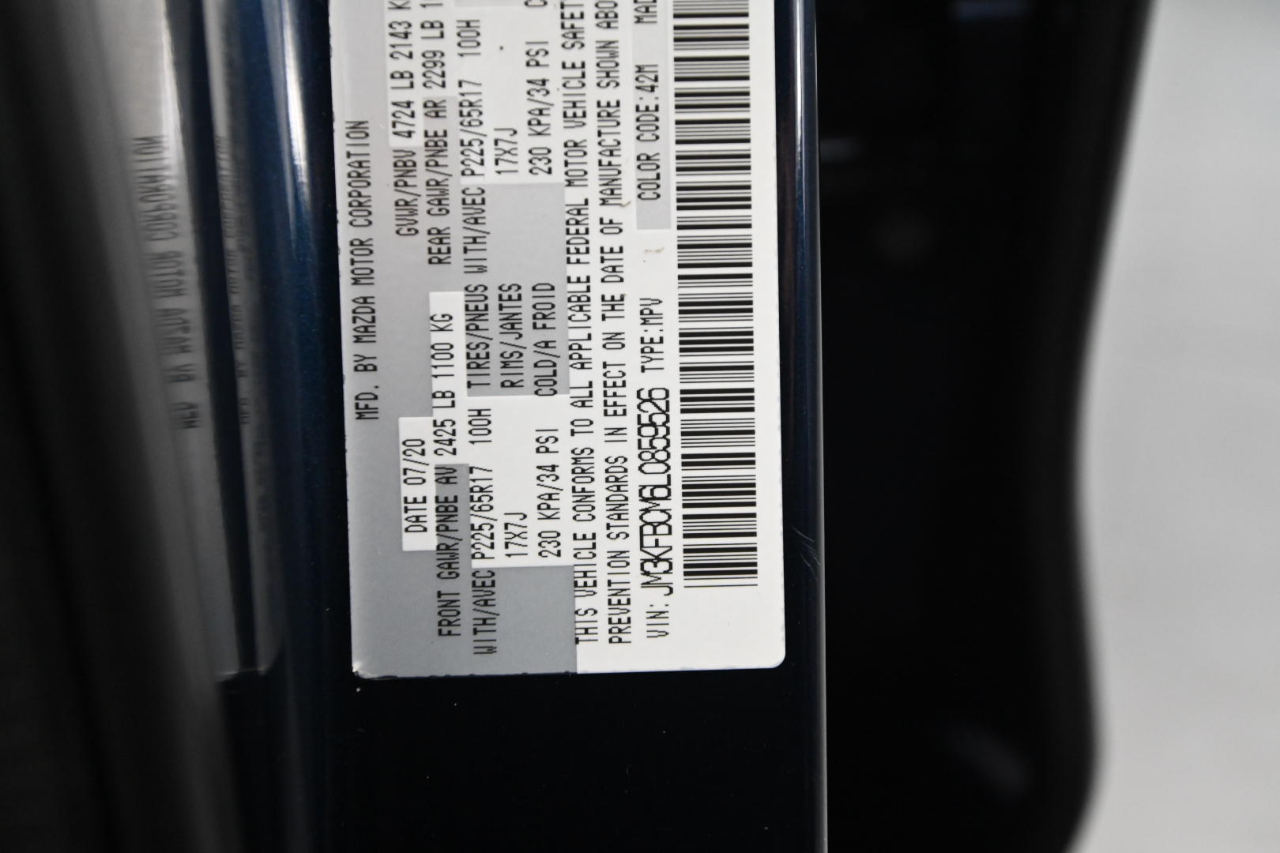 MFD. BY MAZDA MOTOR CORPORATION
DATE 07/20 GVWR/PNBV 4724 LB 2143 K
FRONT GAWR/PNBE AV 2425 LB 1100 KG REAR GAWR/PNBE AR 2299 LB 1
WITH/AVEC P225/65R17 100H TIRES/PNEUS WITH/AVEC P225/65R17 100H
17X7J RIMS/JANTES 17X7J
230 KPA/34 PSI COLD/A FROID 230 KPA/34 PSI C
THIS VEHICLE CONFORMS TO ALL APPLICABLE FEDERAL MOTOR VEHICLE SAFET
PREVENTION STANDARDS IN EFFECT ON THE DATE OF MANUFACTURE SHOWN ABO
VIN: JM3KFBCM6L0859526 TYPE:MPV COLOR CODE:42M MAD